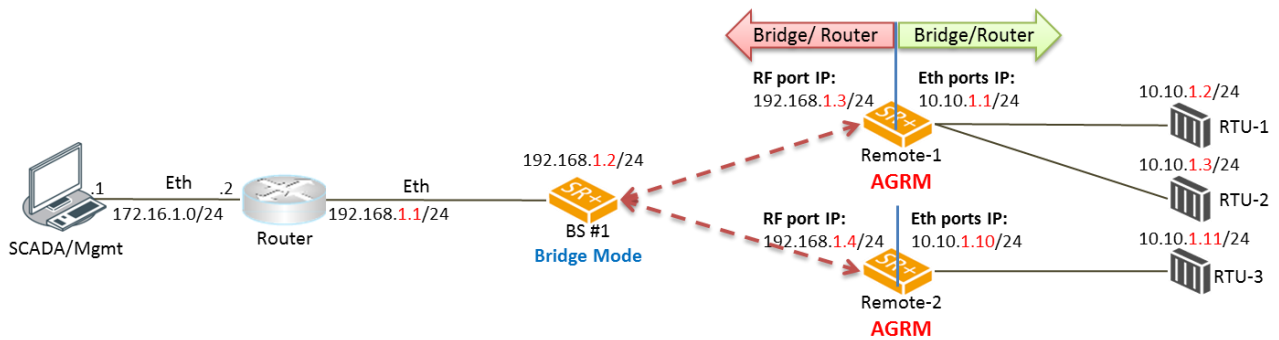 Bridge/ Router
Bridge/Router
RF port IP:
192.168.1.3/24
Eth ports IP:
10.10.1.1/24
SR+
Remote-1
AGRM
10.10.1.2/24
RTU-1
10.10.1.3/24
RTU-2
192.168.1.2/24
SR+
BS #1
Bridge Mode
.1
Eth
.2
172.16.1.0/24
SCADA/Mgmt
Router
Eth
192.168.1.1/24
RF port IP:
192.168.1.4/24
Eth ports IP:
10.10.1.10/24
SR+
Remote-2
AGRM
10.10.1.11/24
RTU-3